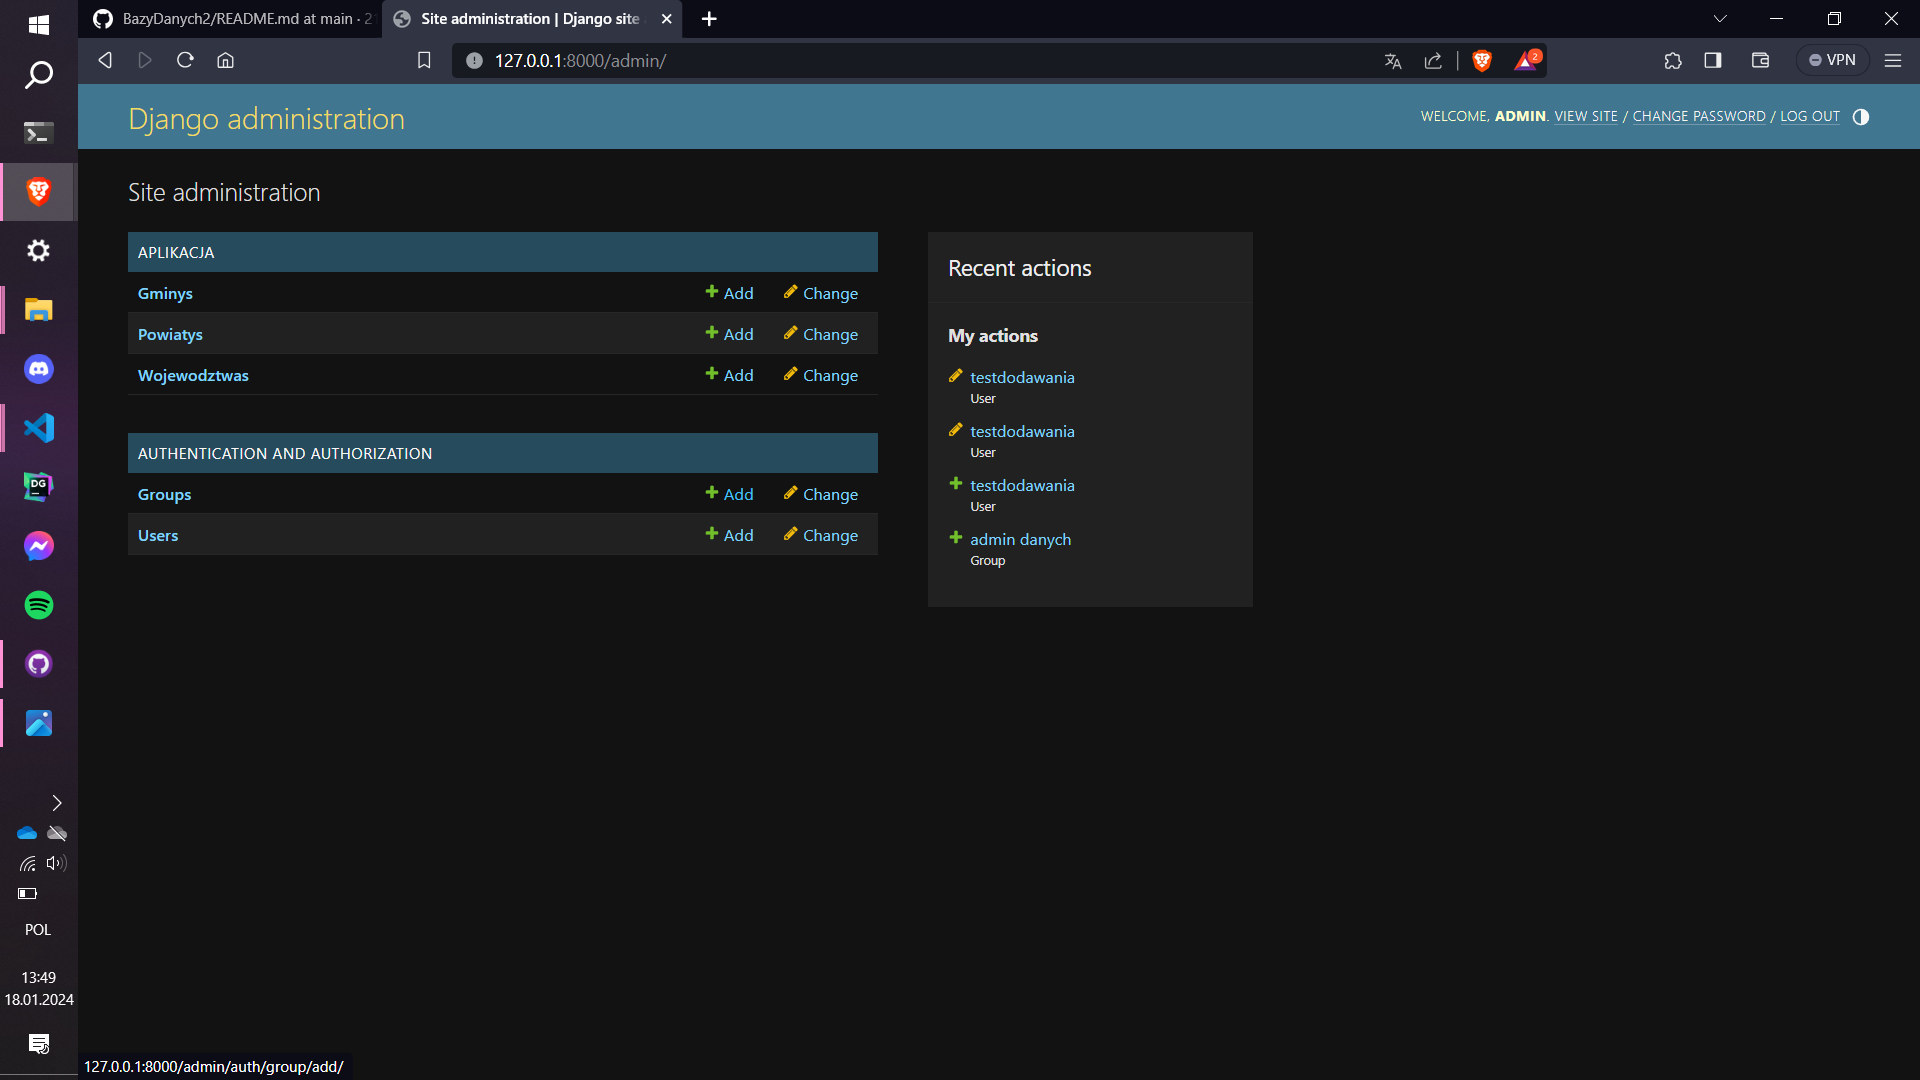 BazyDanych2/README.md at main · 2
Site administration | Django site
127.0.0.1:8000/admin/
2
VPN
Django administration
WELCOME, ADMIN. VIEW SITE / CHANGE PASSWORD / LOG OUT
Site administration
APLIKACJA
Gminys Add Change
Powiatys Add Change
Wojewodztwas Add Change
AUTHENTICATION AND AUTHORIZATION
Groups Add Change
Users Add Change
Recent actions
My actions
testdodawania
User
testdodawania
User
testdodawania
User
admin danych
Group
DG
POL
13:49
18.01.2024
127.0.0.1:8000/admin/auth/group/add/